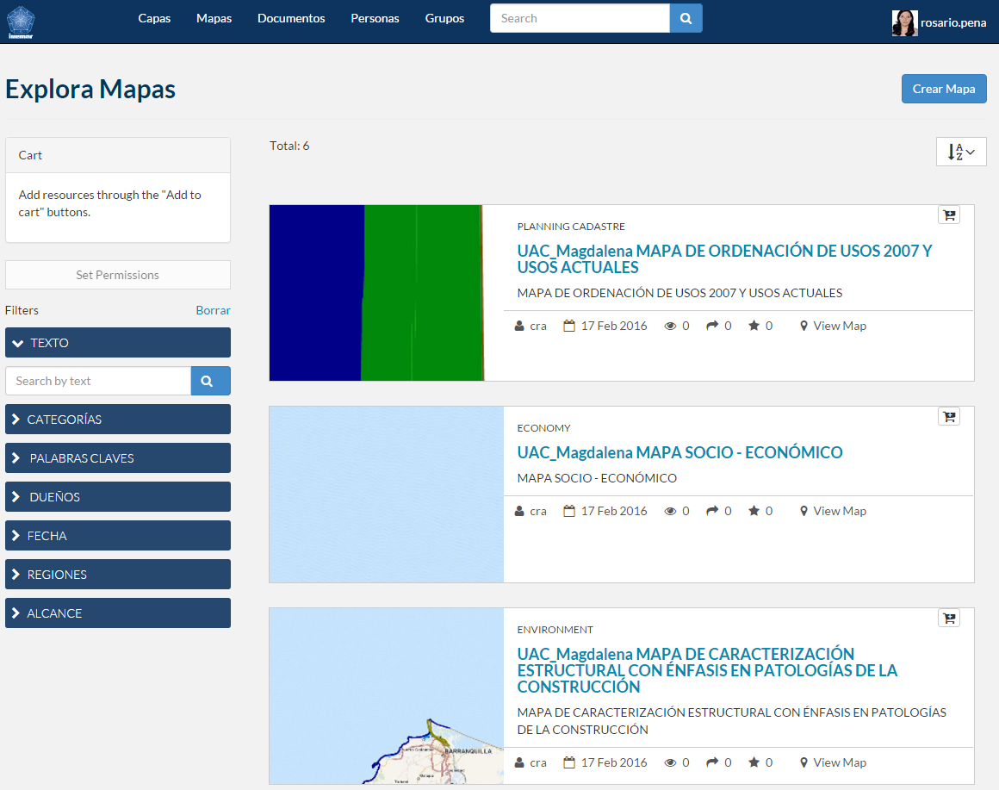 invemar
Capas Mapas Documentos Personas Grupos Search rosario.pena
Explora Mapas
Crear Mapa
Cart
Add resources through the "Add to
cart" buttons.
Set Permissions
Filters Borrar
TEXTO
Search by text
CATEGORÍAS
PALABRAS CLAVES
DUEÑOS
FECHA
REGIONES
ALCANCE
Total: 6
A
Z
PLANNING CADASTRE
UAC_Magdalena MAPA DE ORDENACIÓN DE USOS 2007 Y
USOS ACTUALES
MAPA DE ORDENACIÓN DE USOS 2007 Y USOS ACTUALES
cra 17 Feb 2016 0 0 0 View Map
ECONOMY
UAC_Magdalena MAPA SOCIO - ECONÓMICO
MAPA SOCIO - ECONÓMICO
cra 17 Feb 2016 0 0 0 View Map
ENVIRONMENT
UAC_Magdalena MAPA DE CARACTERIZACIÓN
ESTRUCTURAL CON ÉNFASIS EN PATOLOGÍAS DE LA
CONSTRUCCIÓN
MAPA DE CARACTERIZACIÓN ESTRUCTURAL CON ÉNFASIS EN PATOLOGÍAS
DE LA CONSTRUCCIÓN
cra 17 Feb 2016 0 0 0 View Map
BARRANQUILLA